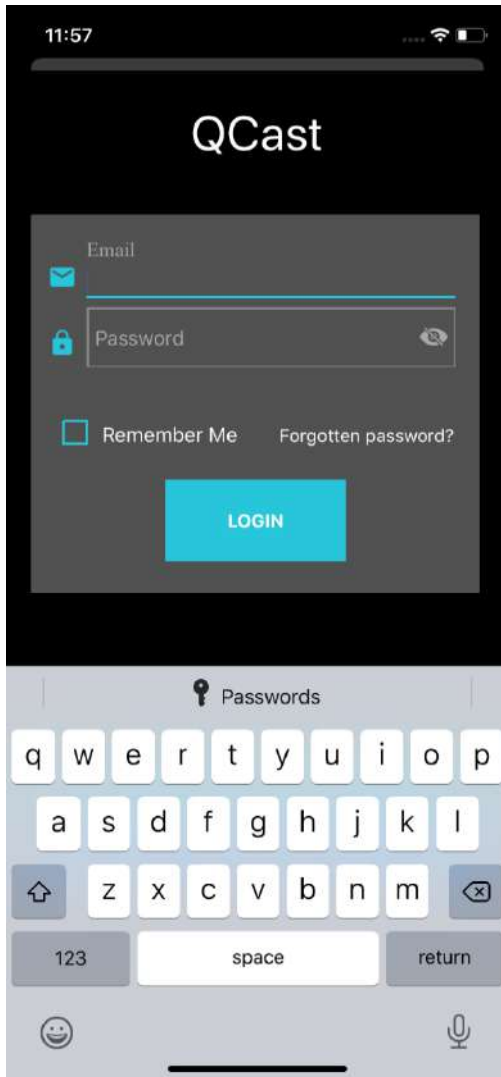 11:57
QCast
Email
Password
Remember Me Forgotten password?
LOGIN
Passwords
q w e r t y u i o p
a s d f g h j k l
z x c v b n m
123 space return